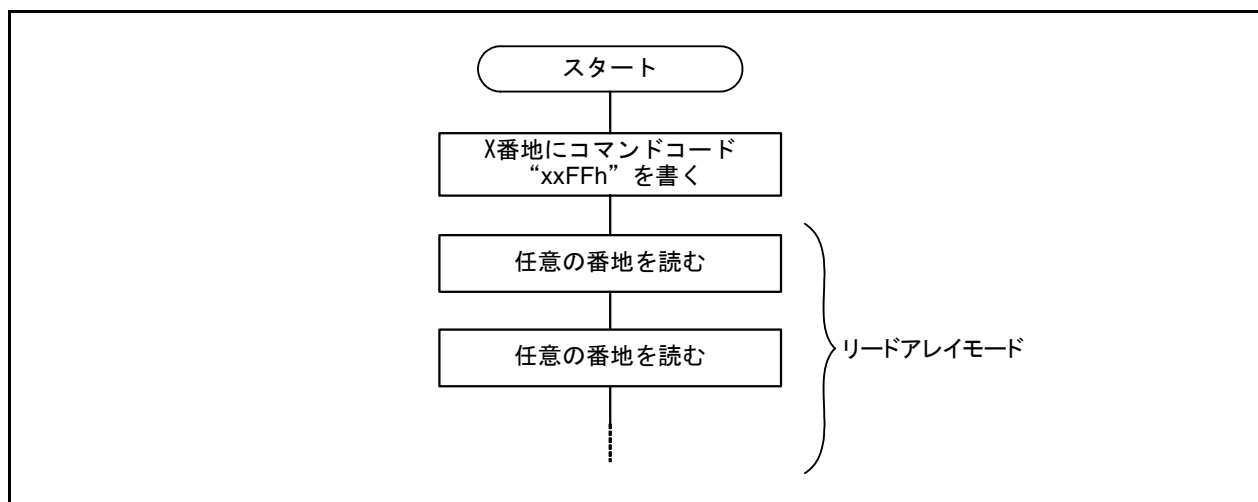 スタート
X番地にコマンドコード
“xxFFh”を書く
任意の番地を読む
任意の番地を読む
リードアレイモード